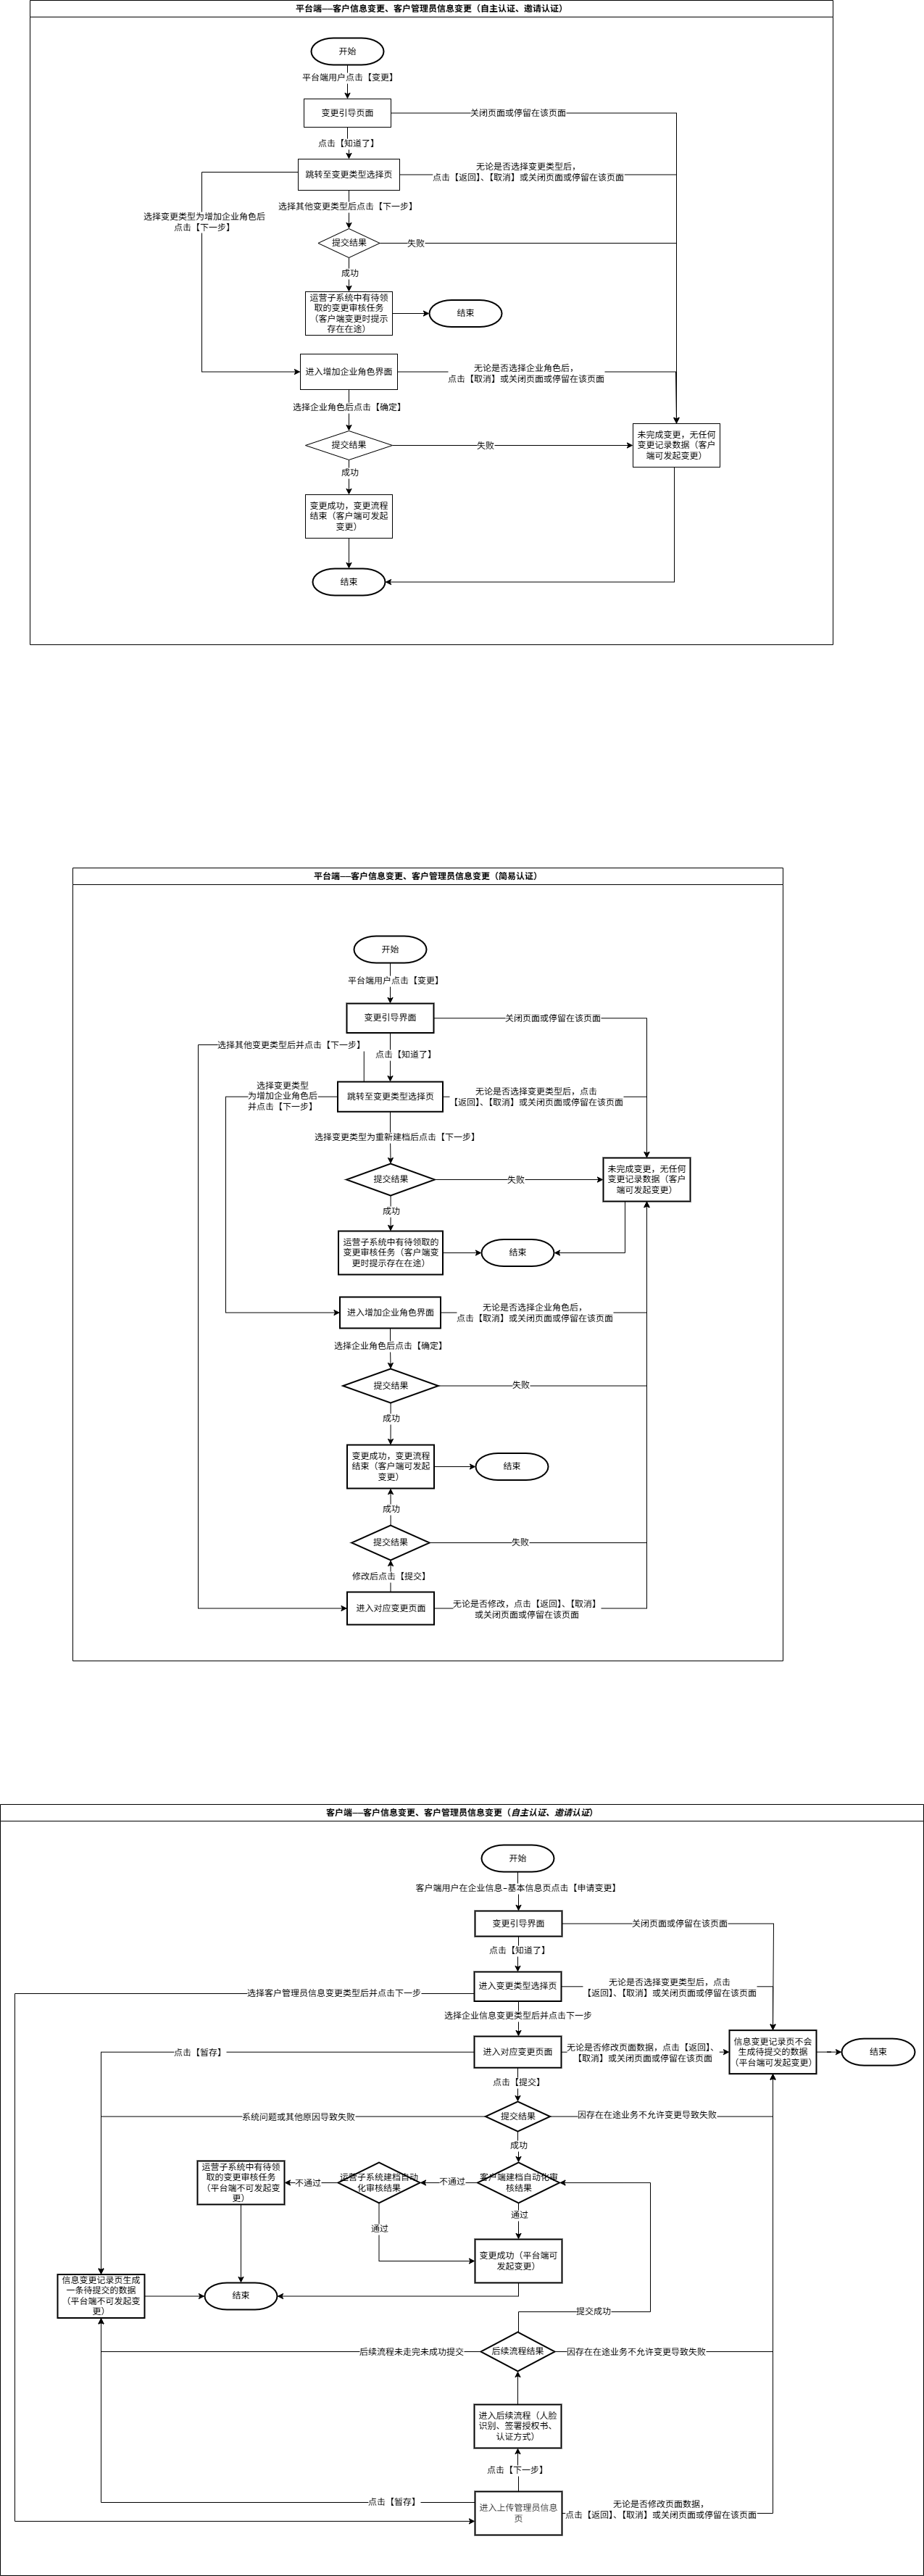 平台端——客户信息变更、客户管理员信息变更（自主认证、邀请认证）
开始
平台端用户点击【变更】
变更引导页面
关闭页面或停留在该页面
点击【知道了】
跳转至变更类型选择页
无论是否选择变更类型后，
点击【返回】、【取消】或关闭页面或停留在该页面
选择变更类型为增加企业角色后
点击【下一步】
选择其他变更类型后点击【下一步】
提交结果
失败
成功
运营子系统中有待领
取的变更审核任务
（客户端变更时提示
存在在途）
结束
进入增加企业角色界面
无论是否选择企业角色后，
点击【取消】或关闭页面或停留在该页面
选择企业角色后点击【确定】
提交结果
失败
未完成变更，无任何
变更记录数据（客户
端可发起变更）
成功
变更成功，变更流程
结束（客户端可发起
变更）
结束
平台端——客户信息变更、客户管理员信息变更（简易认证）
开始
平台端用户点击【变更】
变更引导界面
关闭页面或停留在该页面
选择其他变更类型后并点击【下一步】
点击【知道了】
选择变更类型
为增加企业角色后
并点击【下一步】
跳转至变更类型选择页
无论是否选择变更类型后，点击
【返回】、【取消】或关闭页面或停留在该页面
选择变更类型为重新建档后点击【下一步】
提交结果
失败
未完成变更，无任何
变更记录数据（客户
端可发起变更）
成功
运营子系统中有待领取的
变更审核任务（客户端变
更时提示存在在途）
结束
进入增加企业角色界面
无论是否选择企业角色后，
点击【取消】或关闭页面或停留在该页面
选择企业角色后点击【确定】
提交结果
失败
成功
变更成功，变更流程
结束（客户端可发起
变更）
结束
成功
提交结果
失败
修改后点击【提交】
进入对应变更页面
无论是否修改，点击【返回】、【取消】
或关闭页面或停留在该页面
客户端——客户信息变更、客户管理员信息变更（自主认证、邀请认证）
开始
客户端用户在企业信息-基本信息页点击【申请变更】
变更引导界面
关闭页面或停留在该页面
点击【知道了】
进入变更类型选择页
无论是否选择变更类型后，点击
【返回】、【取消】或关闭页面或停留在该页面
选择客户管理员信息变更类型后并点击下一步
选择企业信息变更类型后并点击下一步
点击【暂存】
进入对应变更页面
无论是否修改页面数据，点击【返回】、
【取消】或关闭页面或停留在该页面
信息变更记录页不会
生成待提交的数据
（平台端可发起变更）
结束
点击【提交】
系统问题或其他原因导致失败
提交结果
因存在在途业务不允许变更导致失败
成功
运营子系统中有待领
取的变更审核任务
（平台端不可发起变
更）
不通过
运营子系统建档自动
化审核结果
不通过
客户端建档自动化审
核结果
通过
通过
变更成功（平台端可
发起变更）
信息变更记录页生成
一条待提交的数据
（平台端不可发起变
更）
结束
提交成功
后续流程未走完未成功提交
后续流程结果
因存在在途业务不允许变更导致失败
进入后续流程（人脸
识别、签署授权书、
认证方式）
点击【下一步】
点击【暂存】
进入上传管理员信息
页
无论是否修改页面数据，
点击【返回】、【取消】或关闭页面或停留在该页面